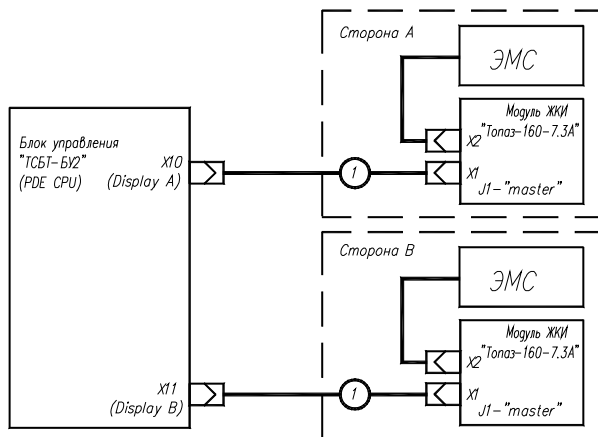 Сторона А
ЭМС
Модуль ЖКИ
"Топаз-160-7.3А"
X2
X1
J1-"master"
Блок управления
"ТСБТ-БУ2"
(PDE CPU)
X10
(Display A)
1
Сторона В
ЭМС
Модуль ЖКИ
"Топаз-160-7.3А"
X2
X1
J1-"master"
X11
(Display B)
1